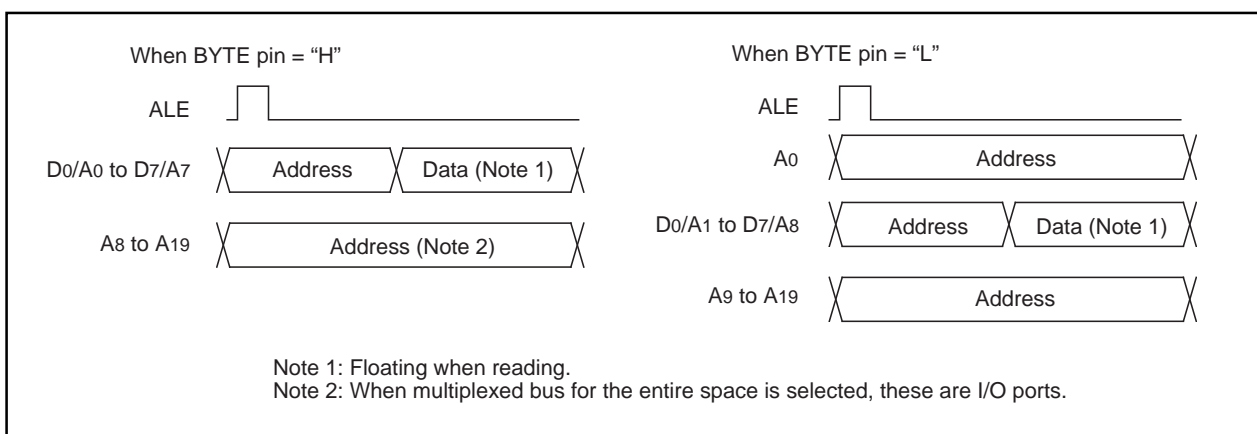 When BYTE pin = “H”
ALE
D0/A0 to D7/A7
Address
Data (Note 1)
A8 to A19
Address (Note 2)
When BYTE pin = “L”
ALE
A0
Address
D0/A1 to D7/A8
Address
Data (Note 1)
A9 to A19
Address
Note 1: Floating when reading.
Note 2: When multiplexed bus for the entire space is selected, these are I/O ports.